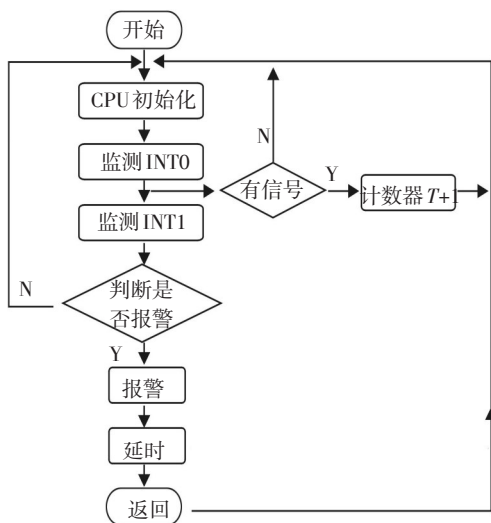 开始
CPU初始化
监测INT0
N
有信号
Y
计数器T+1
监测INT1
N
判断是
否报警
Y
报警
延时
返回